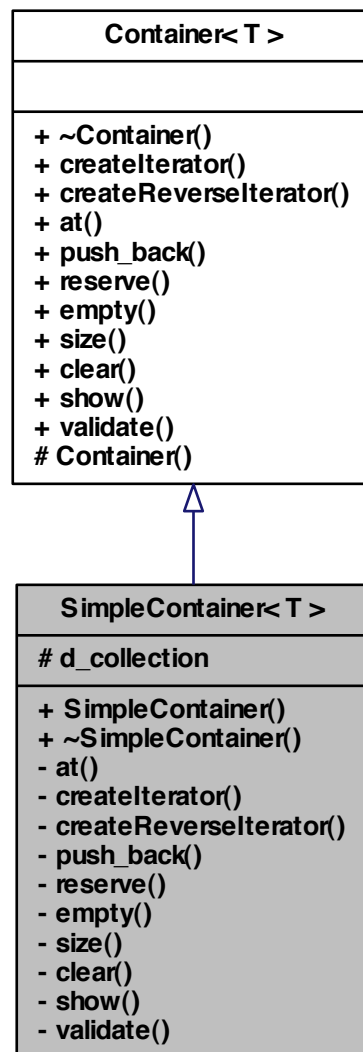 Container< T >
+ ~Container()
+ createIterator()
+ createReverseIterator()
+ at()
+ push_back()
+ reserve()
+ empty()
+ size()
+ clear()
+ show()
+ validate()
# Container()
SimpleContainer< T >
# d_collection
+ SimpleContainer()
+ ~SimpleContainer()
- at()
- createIterator()
- createReverseIterator()
- push_back()
- reserve()
- empty()
- size()
- clear()
- show()
- validate()